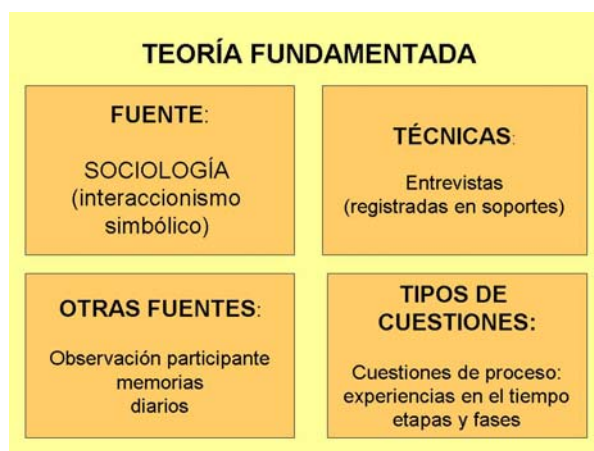 TEORÍA FUNDAMENTADA
FUENTE:
SOCIOLOGÍA
(interaccionismo
simbólico)
TÉCNICAS:
Entrevistas
(registradas en soportes)
OTRAS FUENTES:
Observación participante
memorias
diarios
TIPOS DE
CUESTIONES:
Cuestiones de proceso:
experiencias en el tiempo
etapas y fases